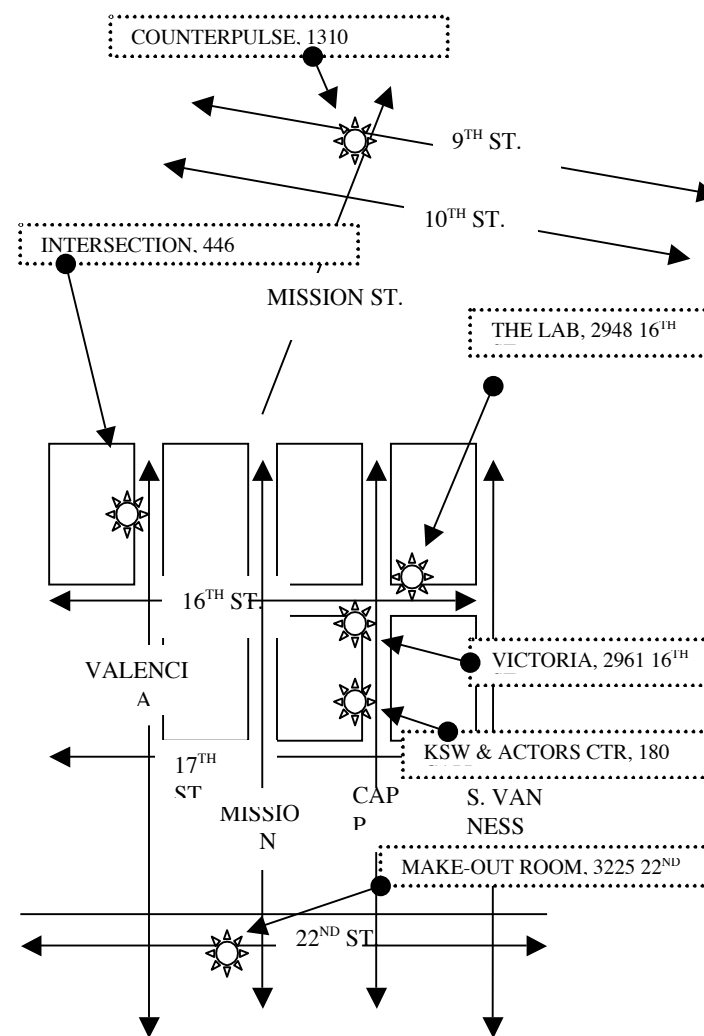 COUNTERPULSE, 1310
9TH ST.
10TH ST.
INTERSECTION, 446
MISSION ST.
THE LAB, 2948 16TH
16TH ST.
VALENCI
A
VICTORIA, 2961 16TH
KSW & ACTORS CTR, 180
17TH
ST
MISSIO
N
CAP
P
S. VAN
NESS
MAKE-OUT ROOM, 3225 22ND
22ND ST